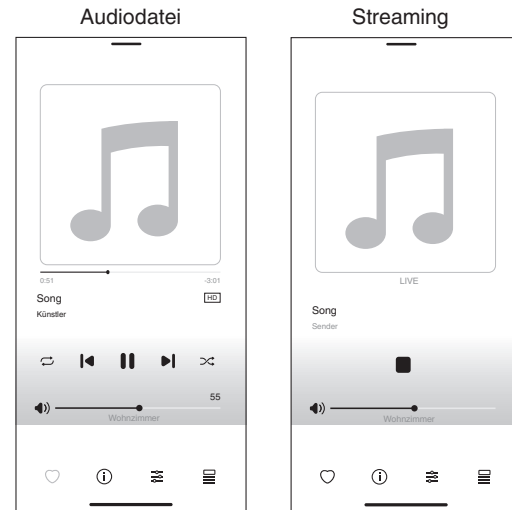 Audiodatei
0:51 -3:01
Song HD
Künstler
55
Wohnzimmer
Streaming
LIVE
Song
Sender
Wohnzimmer